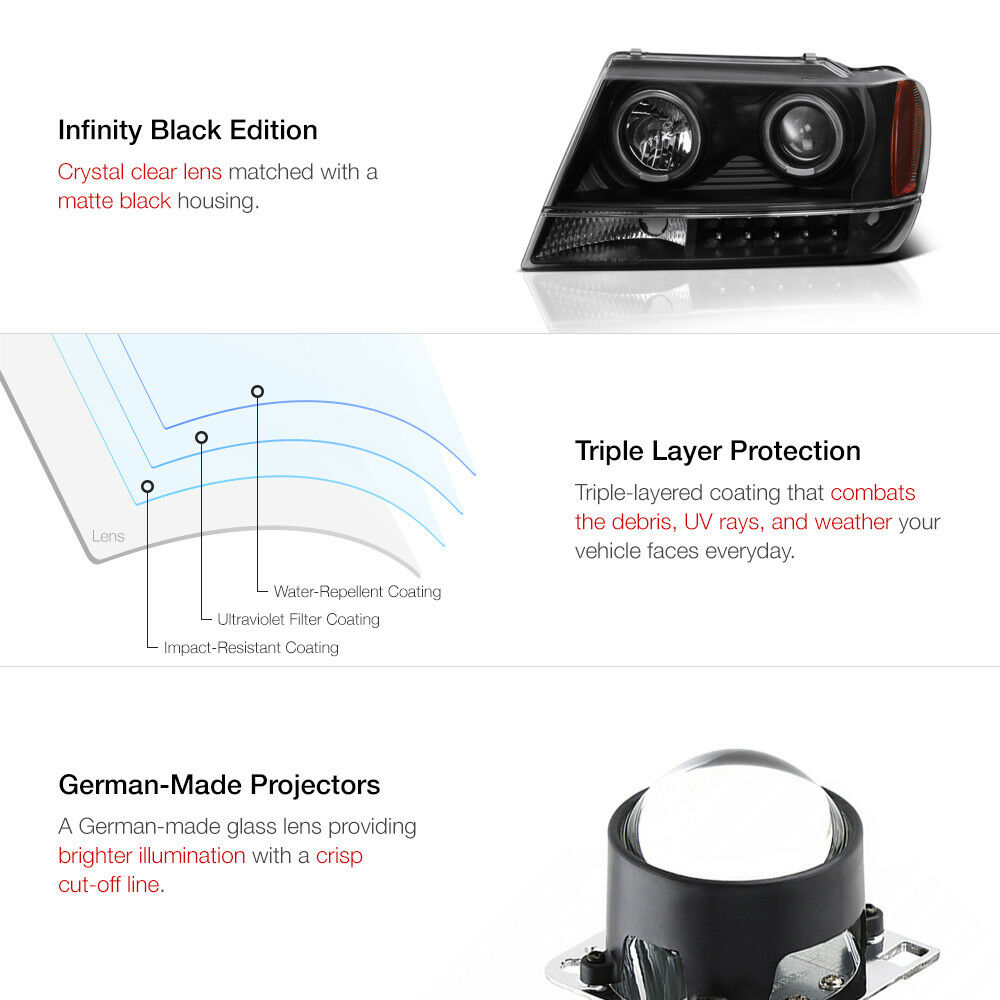 Infinity Black Edition
Crystal clear lens matched with a
matte black housing.
Lens
Water-Repellent Coating
Ultraviolet Filter Coating
Impact-Resistant Coating
Triple Layer Protection
Triple-layered coating that combats
the debris, UV rays, and weather your
vehicle faces everyday.
German-Made Projectors
A German-made glass lens providing
brighter illumination with a crisp
cut-off line.